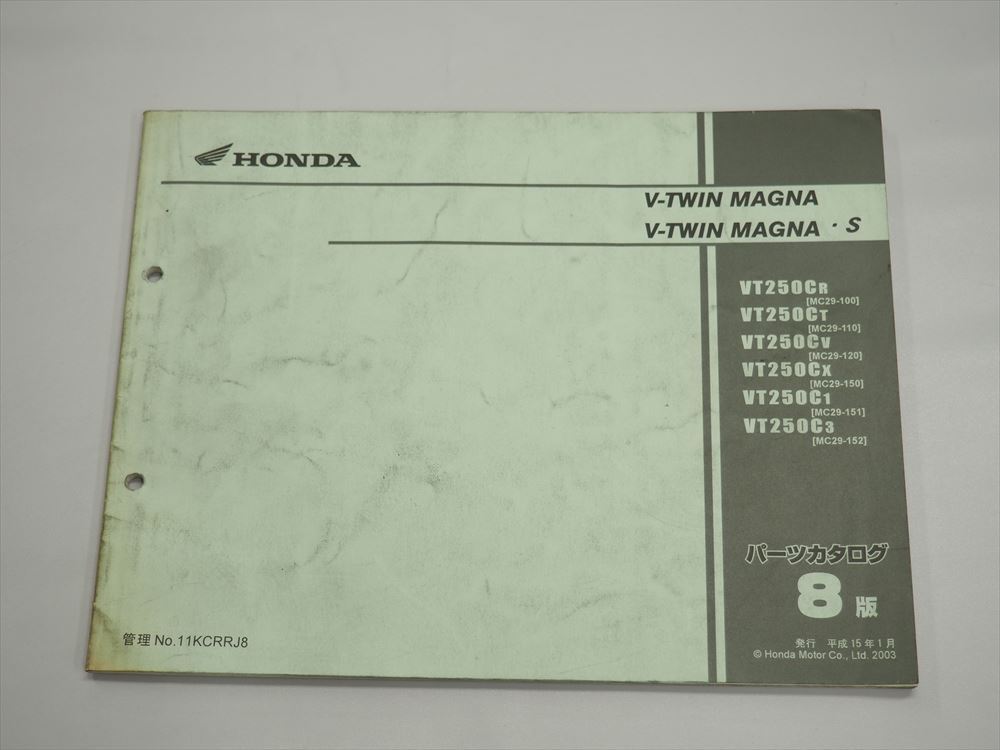 HONDA
V-TWIN MAGNA
V-TWIN MAGNA・S
VT250CR
[MC29-100]
VT250CT
[MC29-110]
VT250CV
[MC29-120]
VT250CX
[MC29-150]
VT250C1
[MC29-151]
VT250C3
[MC29-152]
パーツカタログ
8版
管理 No.11KCRRJ8
発行 平成15年1月
© Honda Motor Co., Ltd. 2003